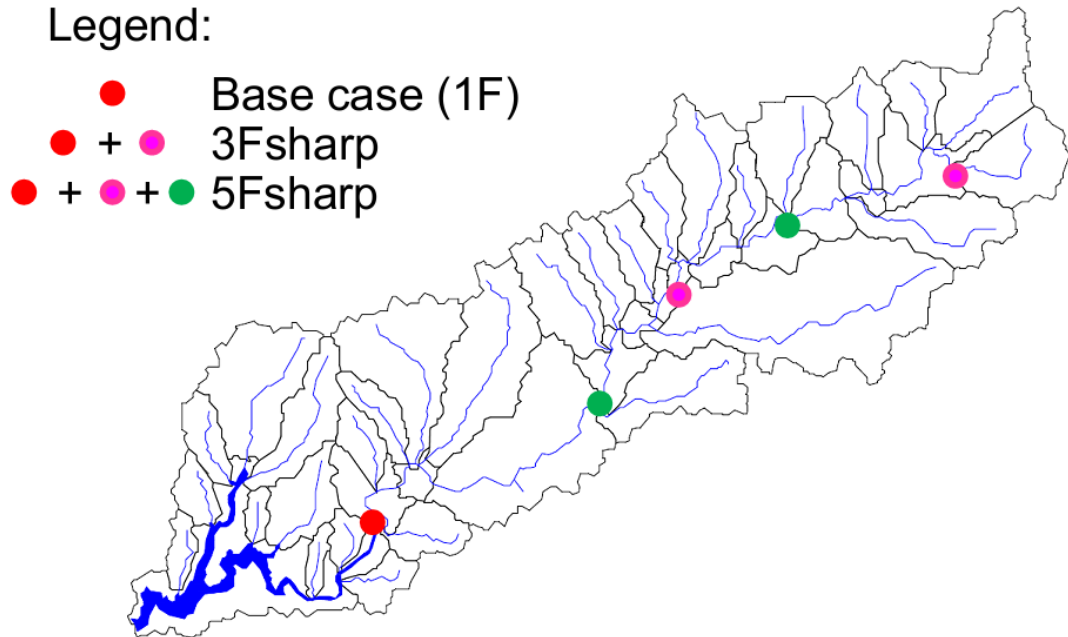 Legend:
Base case (1F)
+ 3Fsharp
+ + 5Fsharp